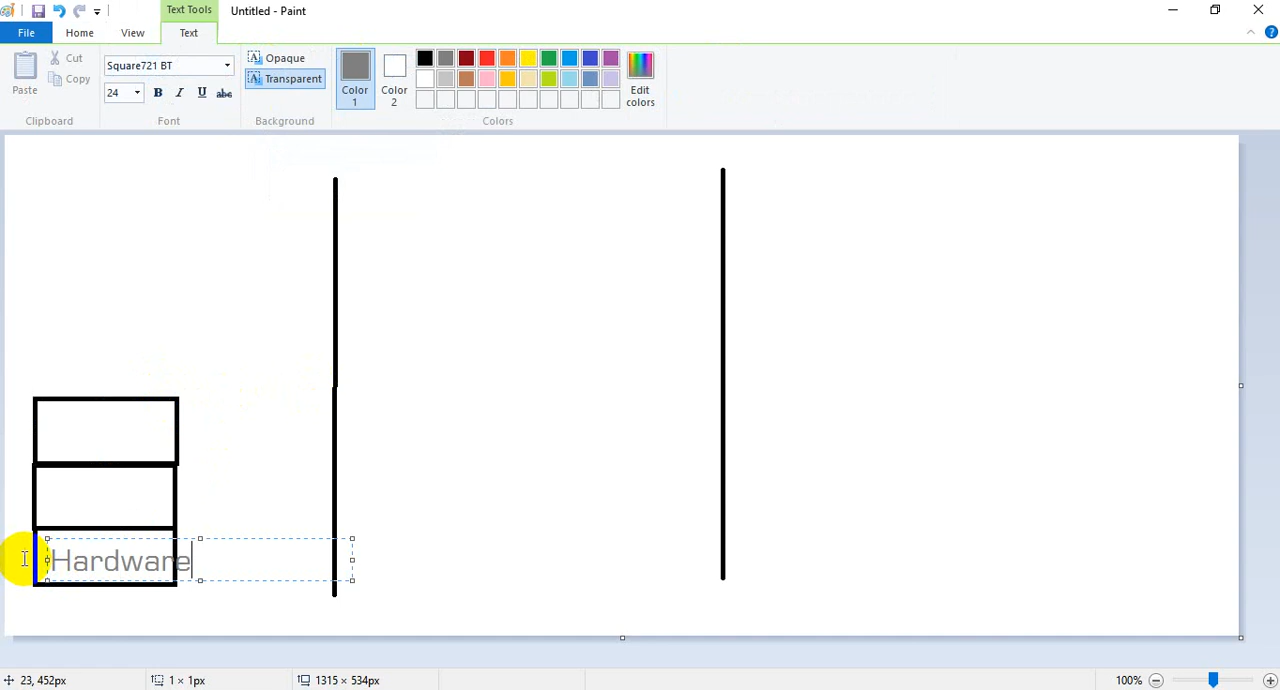 Text Tools
Untitled - Paint
File
Home
View
Text
Paste
Cut
Copy
Clipboard
Square721 BT
24
B I U abc
Font
Opaque
Transparent
Background
Color 1
Color 2
Edit colors
Colors
Hardware
23, 452px
1 × 1px
1315 × 534px
100%